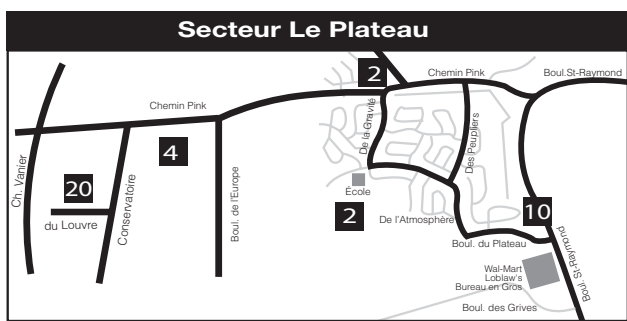 Secteur Le Plateau
2
Chemin Pink
Boul.St-Raymond
Chemin Pink
De la Gravité
Des Peupliers
4
Ch. Vanier
20
Conservatoire
Boul. de l'Europe
École
2
De l'Atmosphère
10
du Louvre
Boul. du Plateau
Boul. St-Raymond
Wal-Mart
Loblaw's
Bureau en Gros
Boul. des Grives